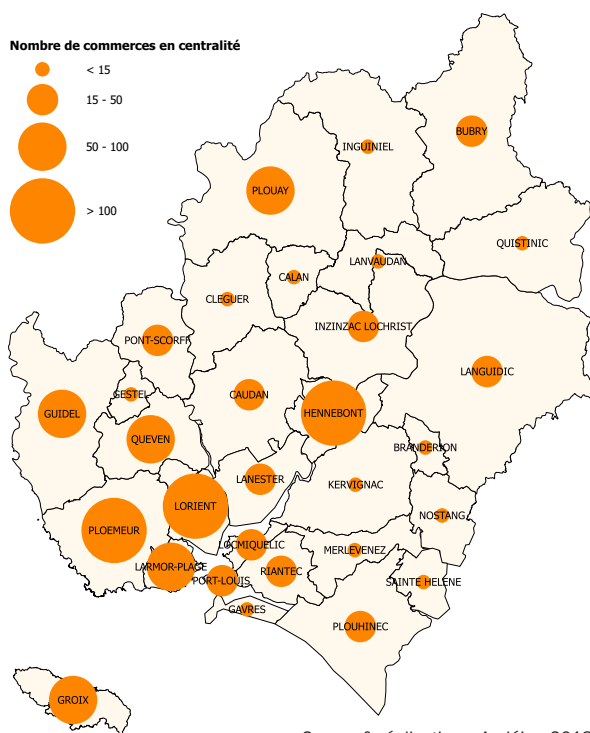 Nombre de commerces en centralité
< 15
15 - 50
50 - 100
> 100
BUBRY
INGUINIEL
PLOUAY
QUISTINIC
LANVAUDAN
CALAN
CLEGUER
INZINZAC LOCHRIST
PONT-SCORFF
LANGUIDIC
GESTEL
CAUDAN
GUIDEL
HENNEBONT
QUEVEN
BRANDERION
LANESTER
KERVIGNAC
LORIENT
NOSTANG
PLOEMEUR
LOCMIQUELIC
MERLEVENEZ
LARMOR-PLAGE
RIANTEC
PORT-LOUIS
SAINTE HELENE
GAVRES
PLOUHINEC
GROIX